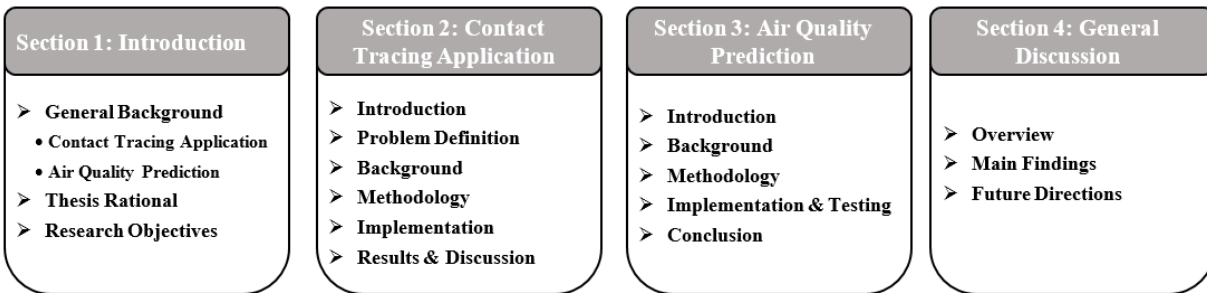 Section 1: Introduction
➢ General Background
• Contact Tracing Application
• Air Quality Prediction
➢ Thesis Rational
➢ Research Objectives
Section 2: Contact
Tracing Application
➢ Introduction
➢ Problem Definition
➢ Background
➢ Methodology
➢ Implementation
➢ Results & Discussion
Section 3: Air Quality
Prediction
➢ Introduction
➢ Background
➢ Methodology
➢ Implementation & Testing
➢ Conclusion
Section 4: General
Discussion
➢ Overview
➢ Main Findings
➢ Future Directions